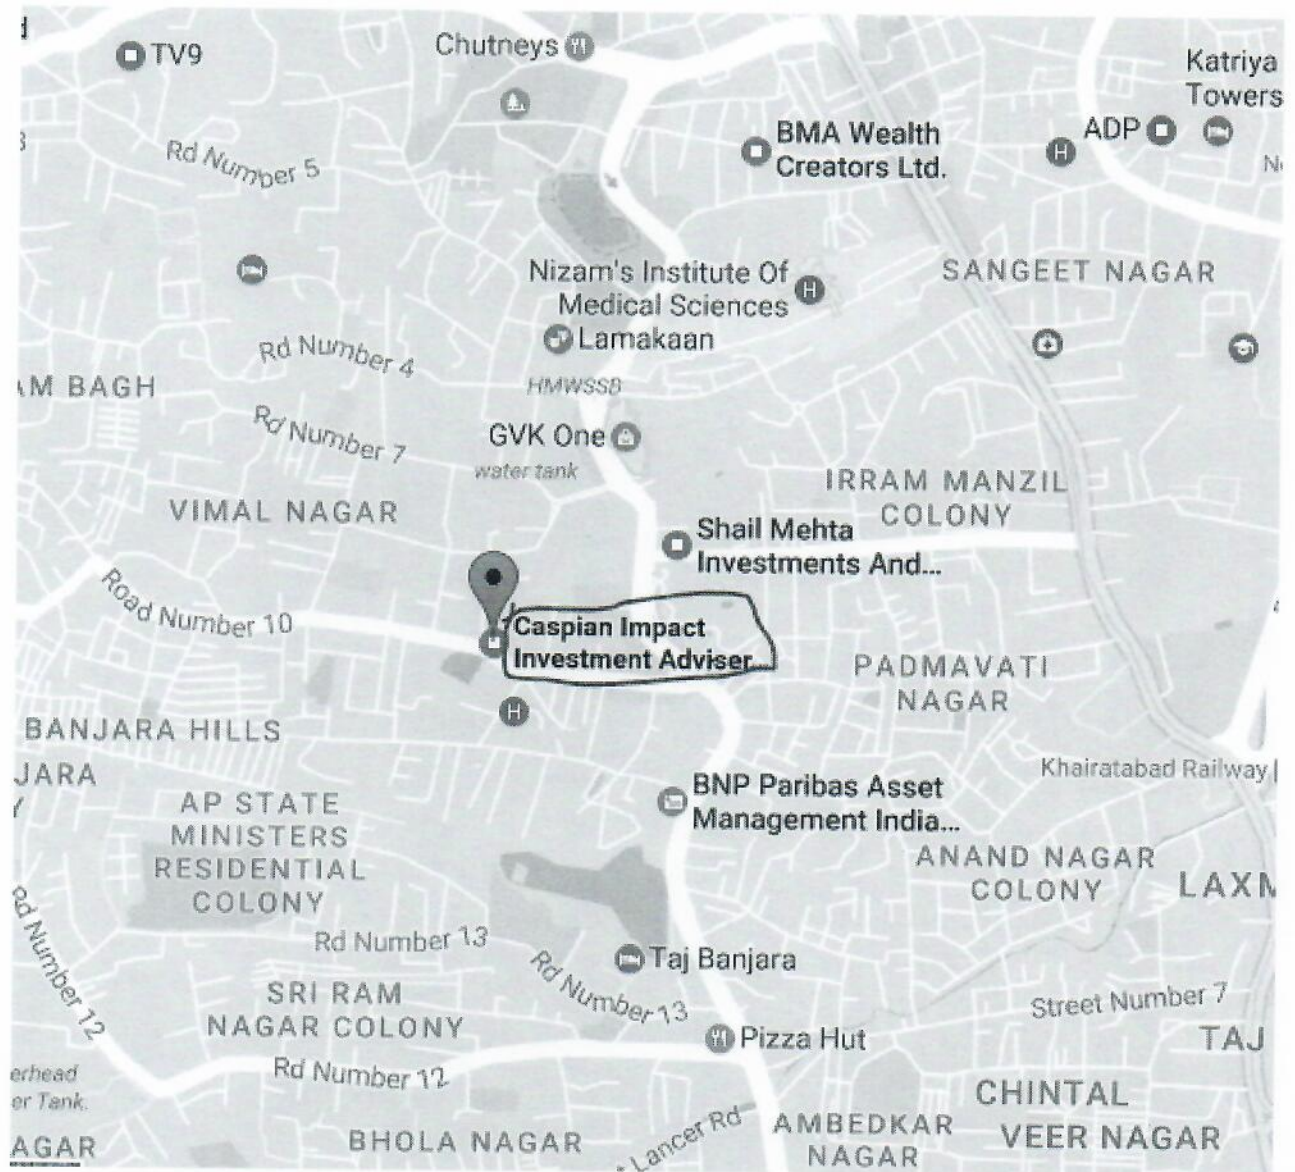 TV9
Chutneys
Katriya
Towers
ADP
BMA Wealth
Creators Ltd.
H
Rd Number 5
Nizam's Institute Of
Medical Sciences
H
SANGEET NAGAR
Lamakaan
Rd Number 4
HMWSSB
AM BAGH
Rd Number 7
GVK One
water tank
IRRAM MANZIL
COLONY
VIMAL NAGAR
Shail Mehta
Investments And...
Road Number 10
Caspian Impact
Investment Adviser...
PADMAVATI
NAGAR
H
BANJARA HILLS
JARA
Khairatabad Railway
AP STATE
MINISTERS
RESIDENTIAL
COLONY
BNP Paribas Asset
Management India...
ANAND NAGAR
COLONY
LAXM
Rd Number 12
Rd Number 13
Taj Banjara
Rd Number 13
SRI RAM
NAGAR COLONY
Street Number 7
Pizza Hut
TAJ
Rd Number 12
erhead
er Tank.
CHINTAL
VEER NAGAR
AGAR
BHOLA NAGAR
Lancer Rd
AMBEDKAR
NAGAR